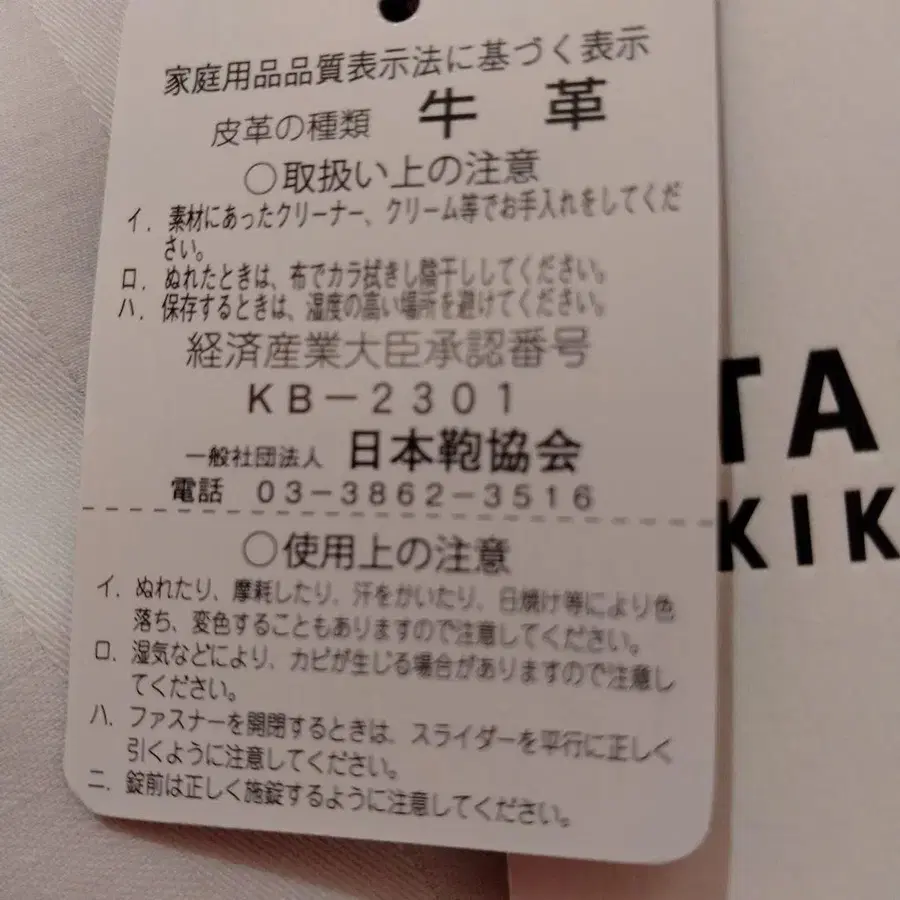 家庭用品品質表示法に基づく表示
皮革の種類 牛 革
○取扱い上の注意
イ．素材にあったクリーナー、クリーム等でお手入れをしてくだ
さい。
ロ．ぬれたときは、布でカラ拭きし陰干ししてください。
ハ．保存するときは、湿度の高い場所を避けてください。
経済産業大臣承認番号
KB－2301
一般社団法人 日本鞄協会
電話 03－3862－3516
○使用上の注意
イ．ぬれたり、摩耗したり、汗をかいたり、日焼け等により色
落ち、変色することもありますので注意してください。
ロ．湿気などにより、カビが生じる場合がありますので注意し
てください。
ハ．ファスナーを開閉するときは、スライダーを平行に正しく
引くように注意してください。
ニ．錠前は正しく施錠するように注意してください。
TA
KIK